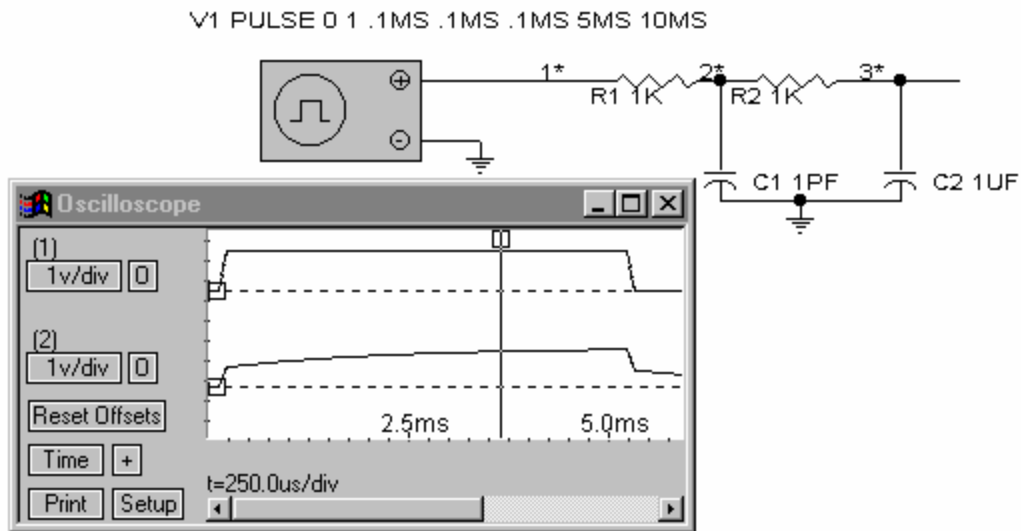 V1 PULSE 0 1 .1MS .1MS .1MS 5MS 10MS
1*
2*
3*
R1 1K
R2 1K
C1 1PF
C2 1UF
Oscilloscope
(1)
1v/div 0
(2)
1v/div 0
Reset Offsets
2.5ms 5.0ms
Time +
t=250.0us/div
Print Setup